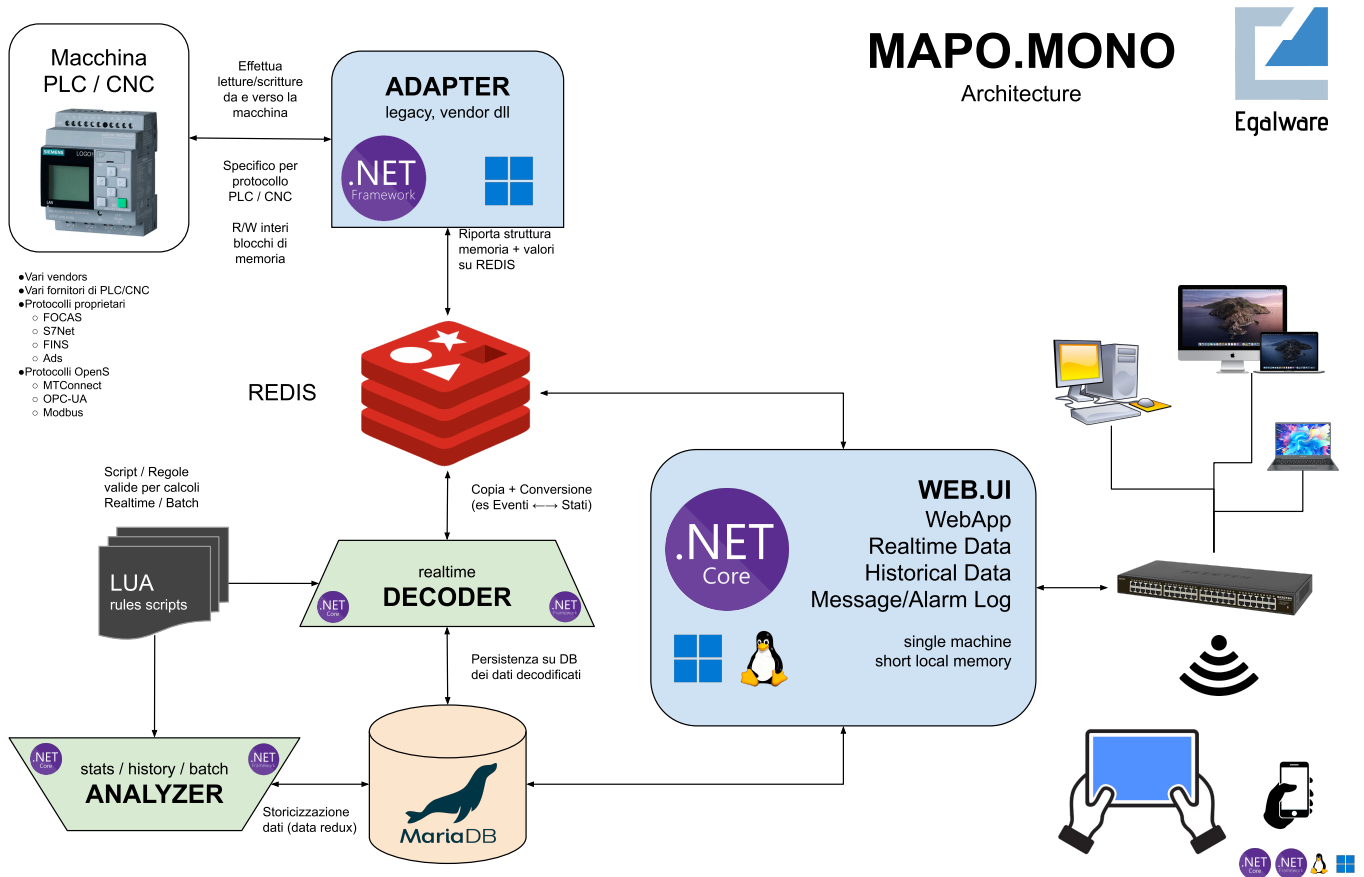 MAPO.MONO
Architecture
Egalware
Macchina
PLC / CNC
SIEMENS
LOGO!
Effettua
letture/scritture
da e verso la
macchina
Specifico per
protocollo
PLC / CNC
R/W interi
blocchi di
memoria
ADAPTER
legacy, vendor dll
.NET
Framework
Riporta struttura
memoria + valori
su REDIS
●Vari vendors
●Vari fornitori di PLC/CNC
●Protocolli proprietari
○ FOCAS
○ S7Net
○ FINS
○ Ads
●Protocolli OpenS
○ MTConnect
○ OPC-UA
○ Modbus
REDIS
Script / Regole
valide per calcoli
Realtime / Batch
LUA
rules scripts
Copia + Conversione
(es Eventi ←─→ Stati)
realtime
DECODER
.NET
Core
.NET
Framework
Persistenza su DB
dei dati decodificati
stats / history / batch
ANALYZER
.NET
Core
.NET
Framework
Storicizzazione
dati (data redux)
MariaDB
.NET
Core
WEB.UI
WebApp
Realtime Data
Historical Data
Message/Alarm Log
single machine
short local memory
.NET
Core
.NET
Framework